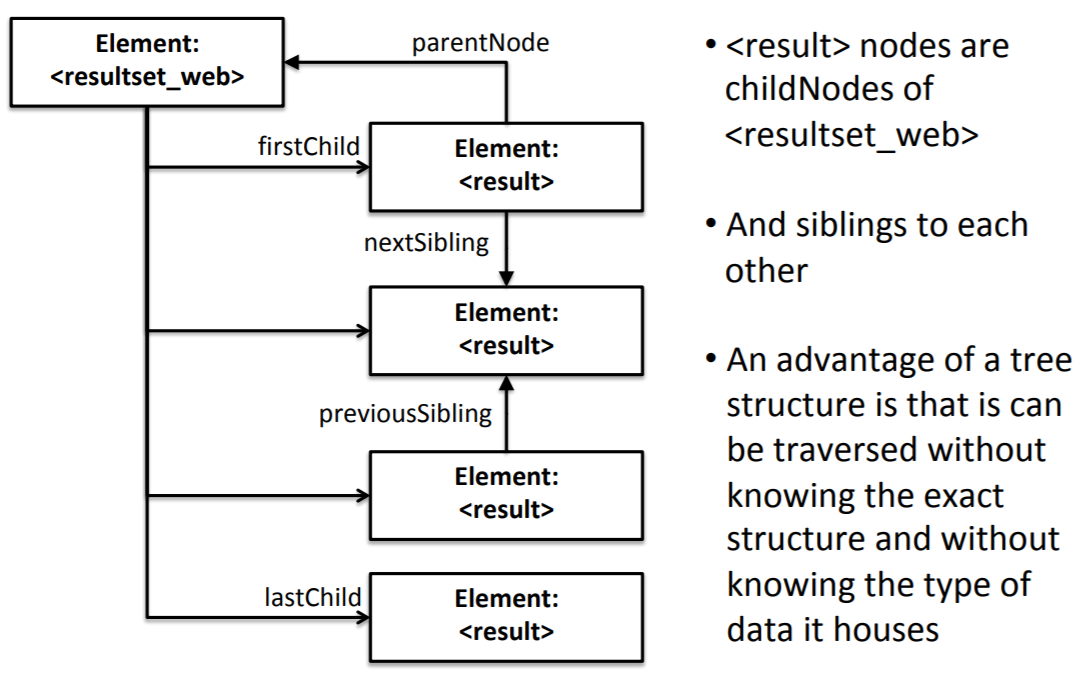 Element:
<resultset_web>
parentNode
firstChild
Element:
<result>
nextSibling
Element:
<result>
previousSibling
Element:
<result>
lastChild
Element:
<result>
• <result> nodes are
childNodes of
<resultset_web>
• And siblings to each
other
• An advantage of a tree
structure is that is can
be traversed without
knowing the exact
structure and without
knowing the type of
data it houses